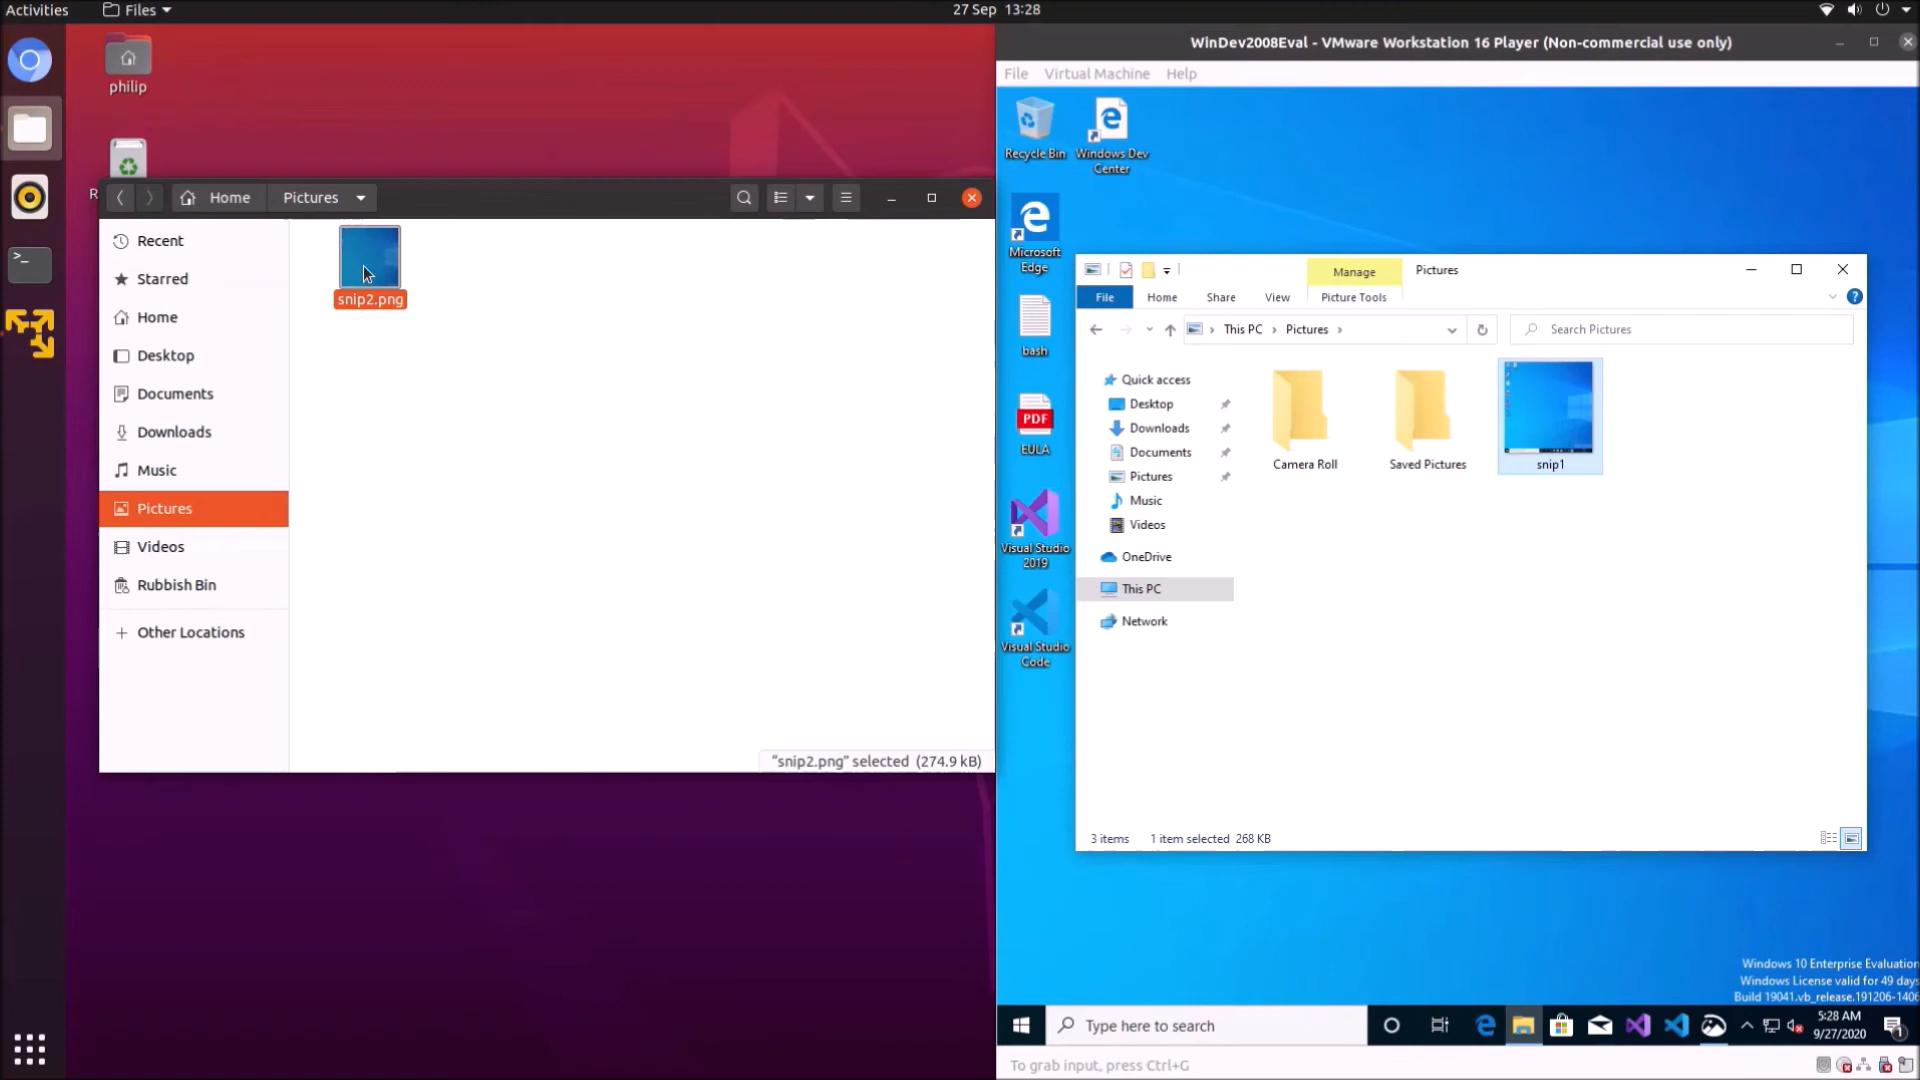 Activities
Files
27 Sep 13:28
philip
R
Home
Pictures
Recent
Starred
Home
Desktop
Documents
Downloads
Music
Pictures
Videos
Rubbish Bin
Other Locations
snip2.png
"snip2.png" selected (274.9 kB)
WinDev2008Eval - VMware Workstation 16 Player (Non-commercial use only)
File Virtual Machine Help
Recycle Bin
Windows Dev
Center
Microsoft
Edge
bash
PDF
EULA
Visual Studio
2019
Visual Studio
Code
Manage
Pictures
File Home Share View Picture Tools
This PC
Pictures
Search Pictures
Quick access
Desktop
Downloads
Documents
Pictures
Music
Videos
OneDrive
This PC
Network
Camera Roll
Saved Pictures
snip1
3 items 1 item selected 268 KB
Windows 10 Enterprise Evaluation
Windows License valid for 49 days
Build 19041.vb_release.191206-1406
Type here to search
5:28 AM
9/27/2020
1
To grab input, press Ctrl+G